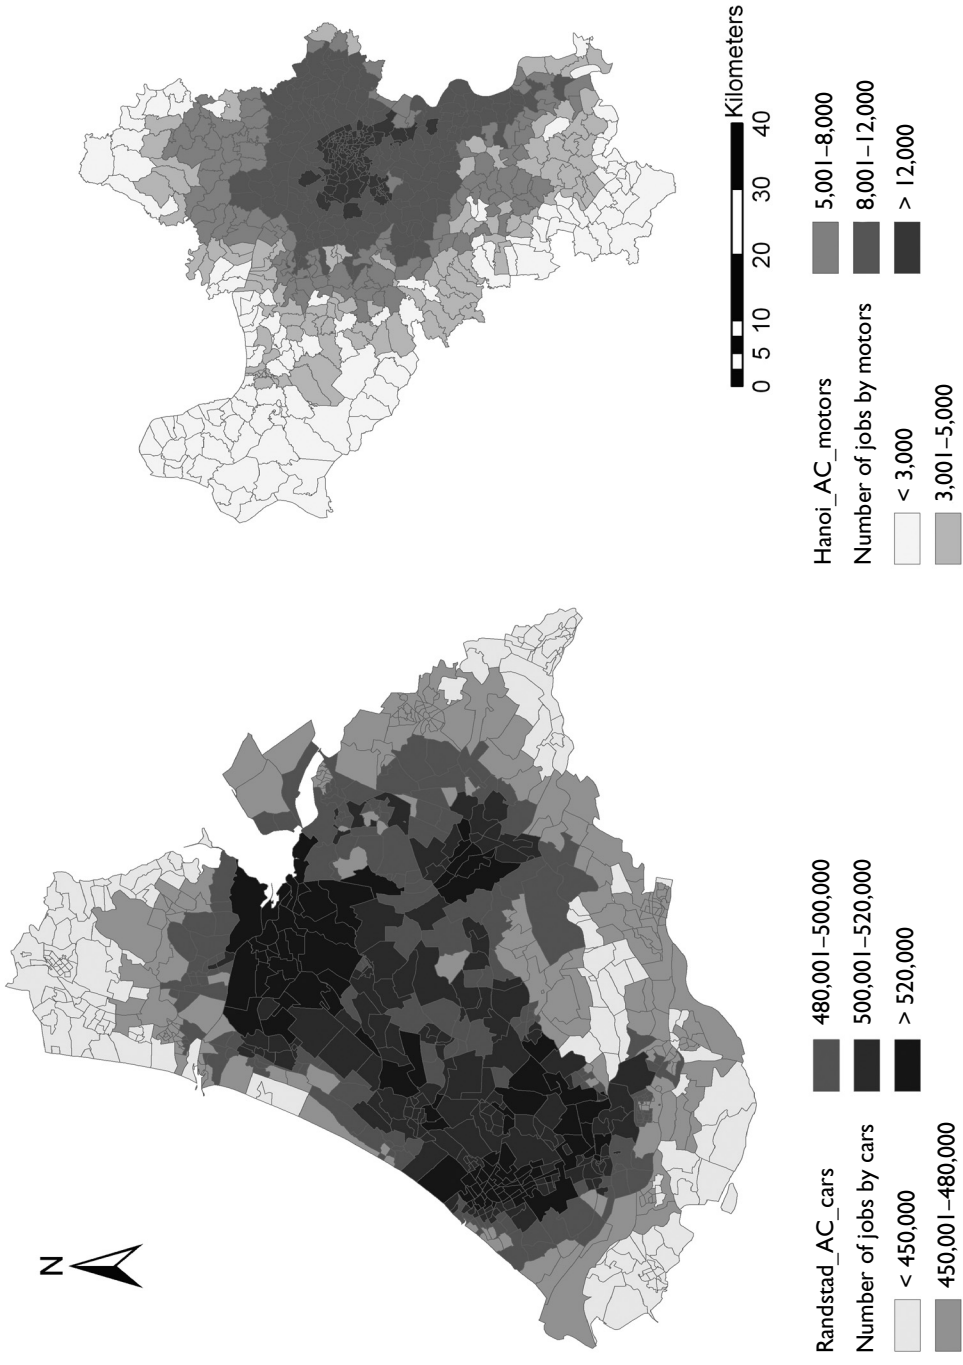 N
Kilometers
0 5 10 20 30 40
Randstad_AC_cars
Number of jobs by cars
< 450,000
450,001–480,000
480,001–500,000
500,001–520,000
> 520,000
Hanoi_AC_motors
Number of jobs by motors
< 3,000
3,001–5,000
5,001–8,000
8,001–12,000
> 12,000